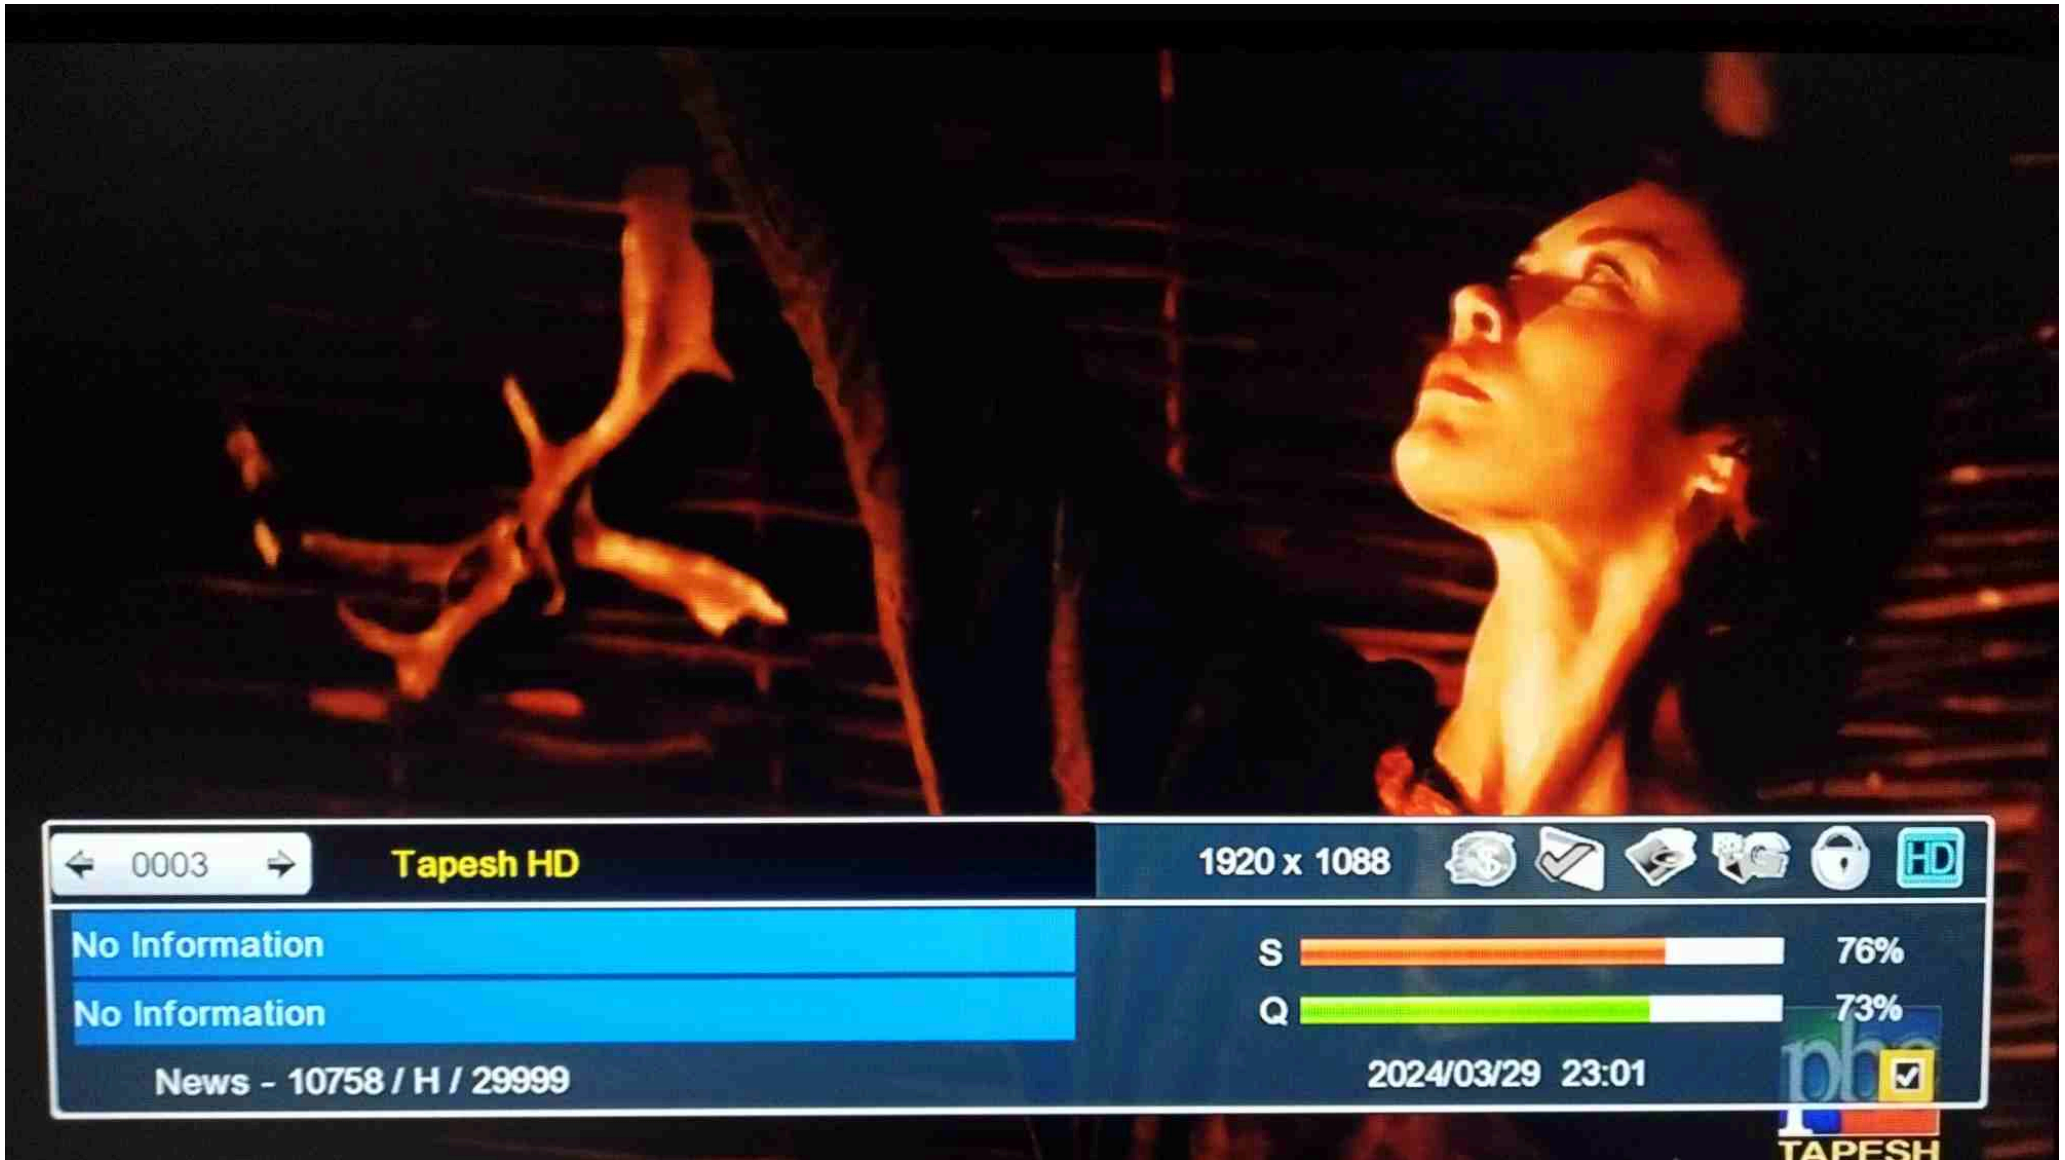 0003
Tapesh HD
1920 x 1088
HD
No Information
S 76%
No Information
Q 73%
News - 10758 / H / 29999
2024/03/29 23:01
TAPESH